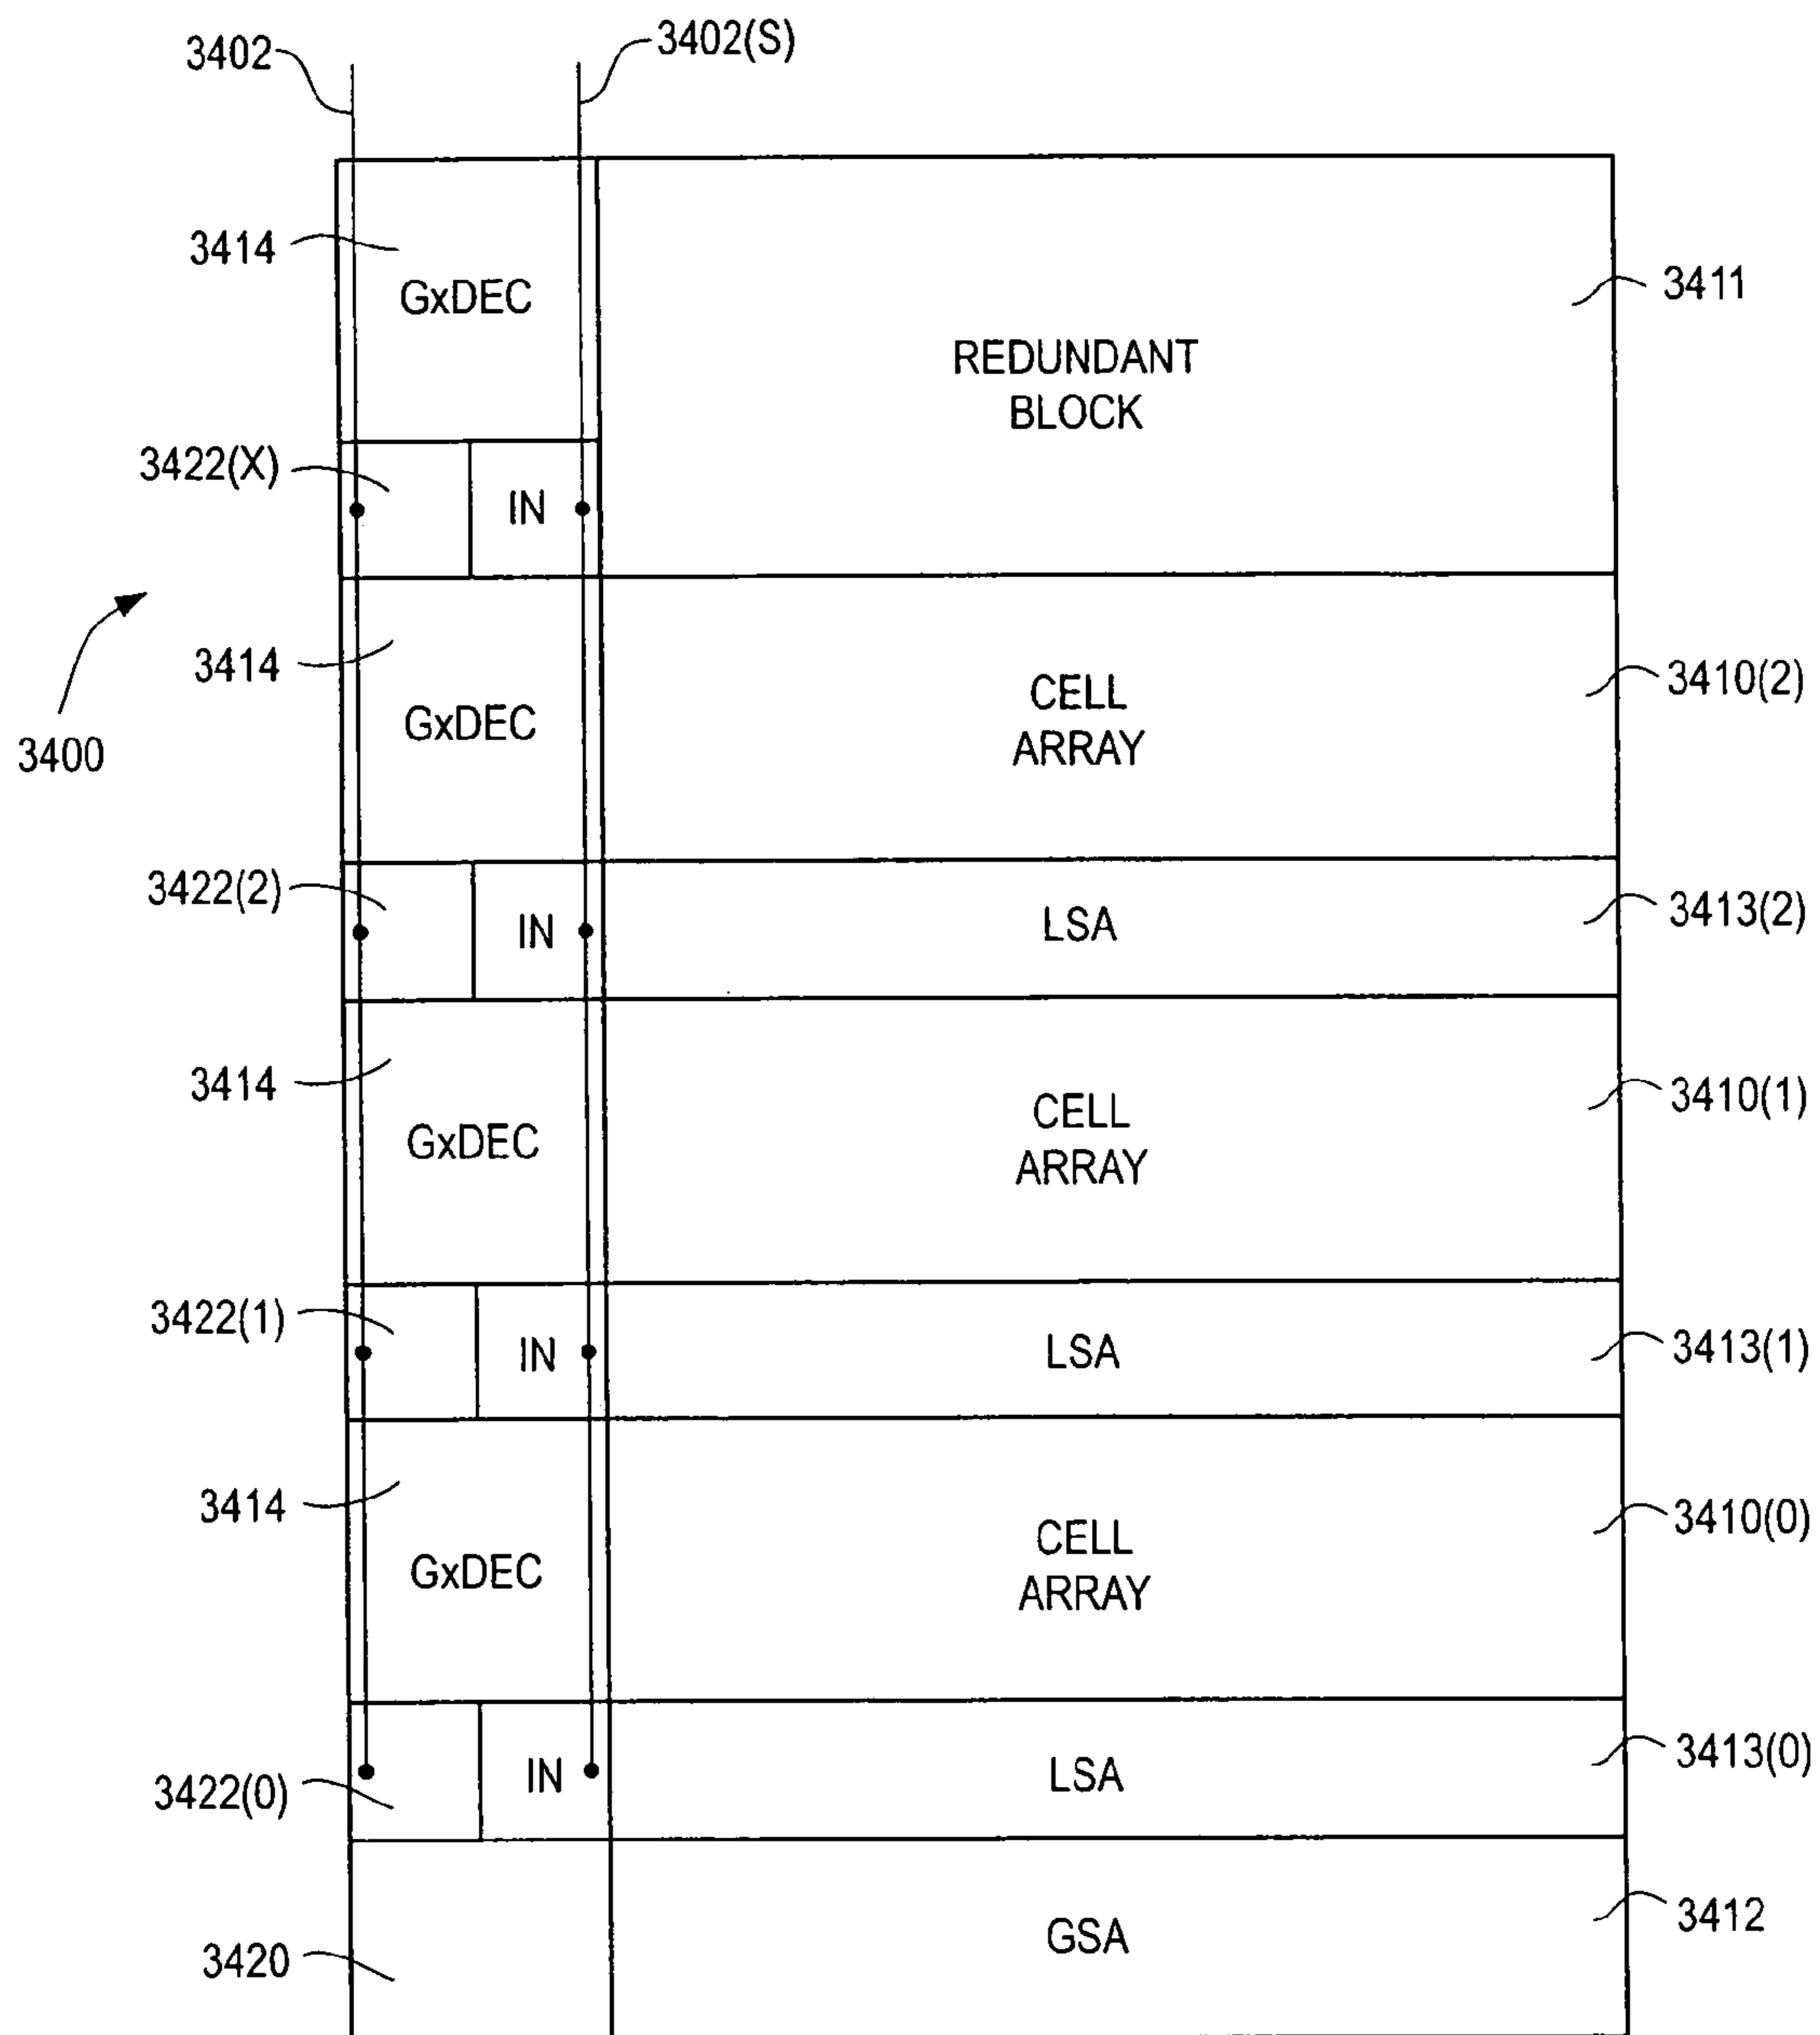 3402
3402(S)
3414
GxDEC
3411
REDUNDANT
BLOCK
3422(X)
IN
3400
3414
GxDEC
CELL
ARRAY
3410(2)
3422(2)
IN
LSA
3413(2)
3414
GxDEC
CELL
ARRAY
3410(1)
3422(1)
IN
LSA
3413(1)
3414
GxDEC
CELL
ARRAY
3410(0)
3422(0)
IN
LSA
3413(0)
3420
GSA
3412